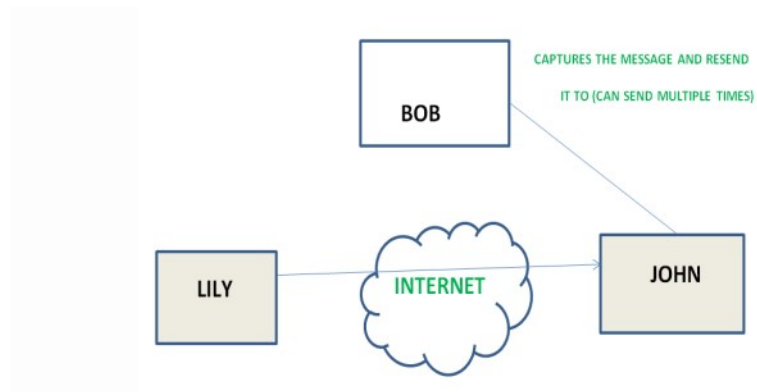 CAPTURES THE MESSAGE AND RESEND
IT TO (CAN SEND MULTIPLE TIMES)
BOB
LILY
INTERNET
JOHN